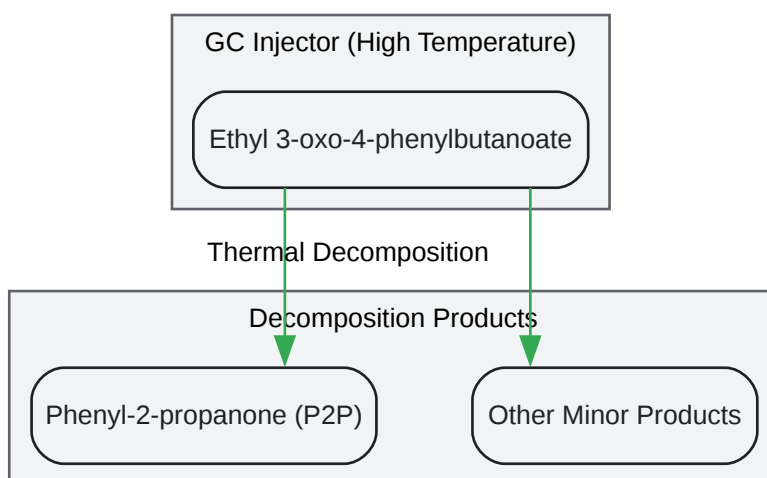 GC Injector (High Temperature)
Ethyl 3-oxo-4-phenylbutanoate
Thermal Decomposition
Decomposition Products
Phenyl-2-propanone (P2P)
Other Minor Products